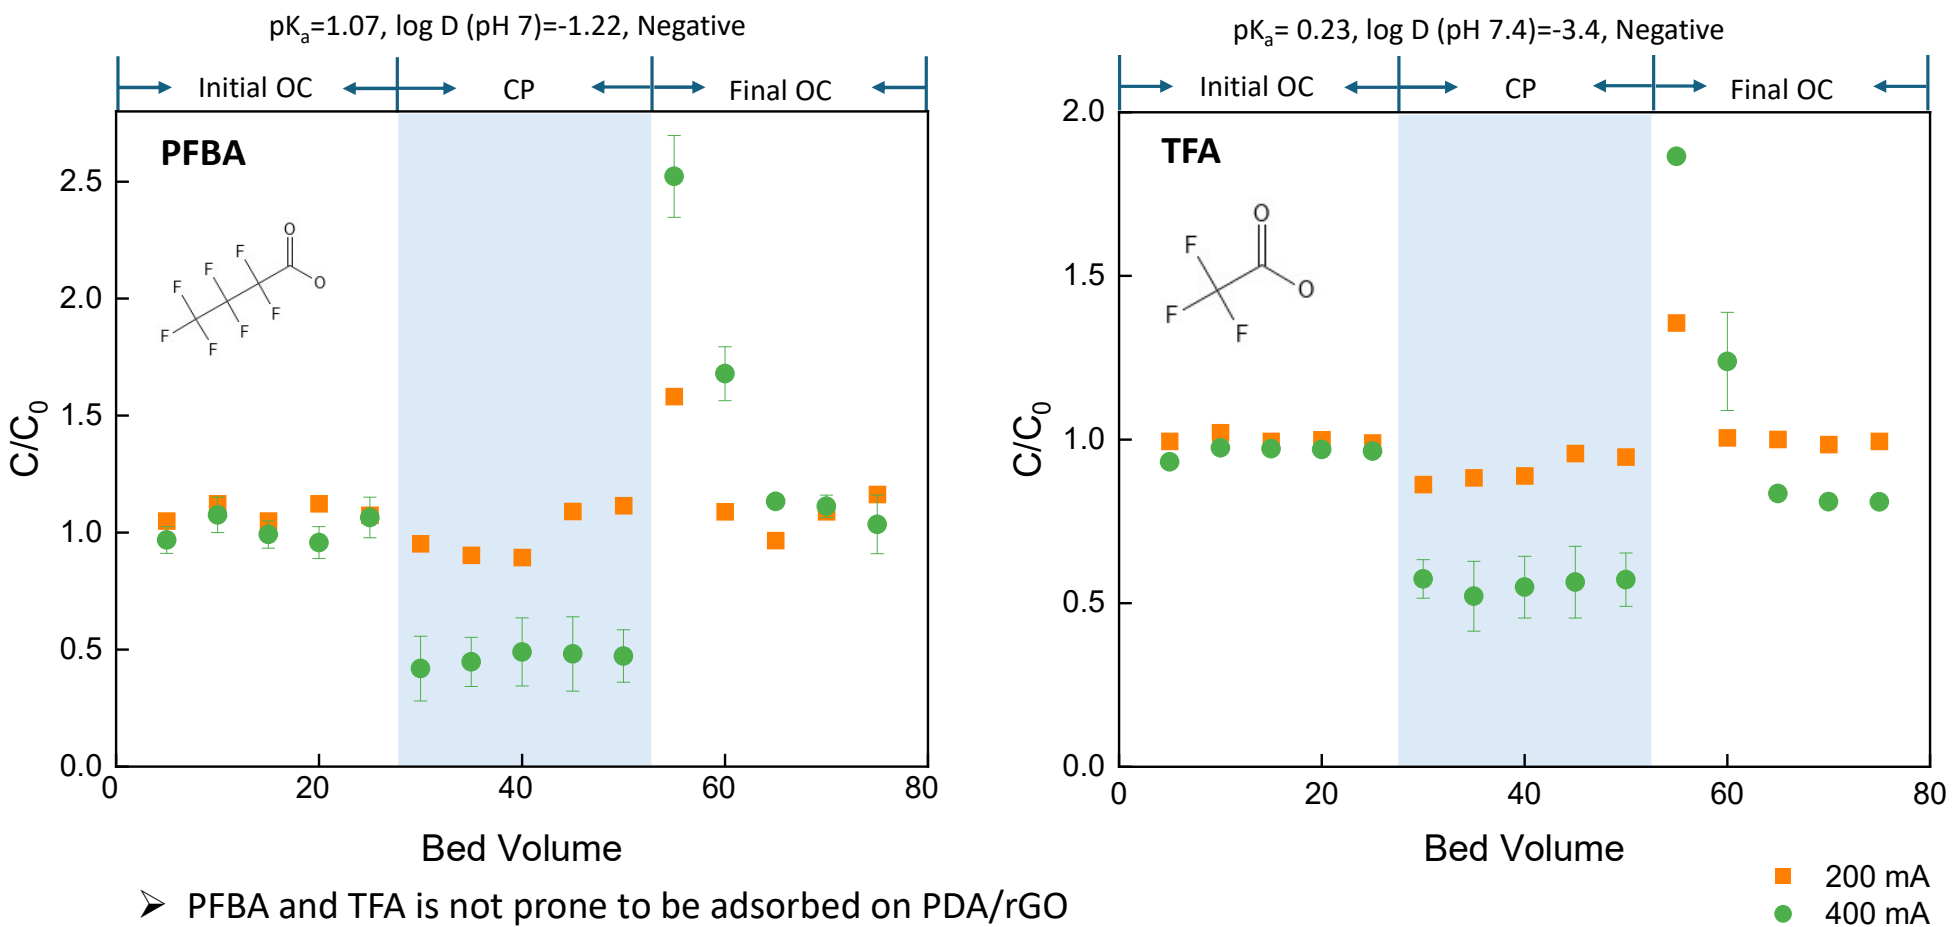 pKa=1.07, log D (pH 7)=-1.22, Negative
Initial OC
CP
Final OC
PFBA
O
F
F
F
F
F
F
F
O
2.5
2.0
1.5
1.0
0.5
0.0
C/C0
0
20
40
60
80
Bed Volume
pKa= 0.23, log D (pH 7.4)=-3.4, Negative
Initial OC
CP
Final OC
TFA
O
F
F
F
O
2.0
1.5
1.0
0.5
0.0
C/C0
0
20
40
60
80
Bed Volume
200 mA
400 mA
➢ PFBA and TFA is not prone to be adsorbed on PDA/rGO